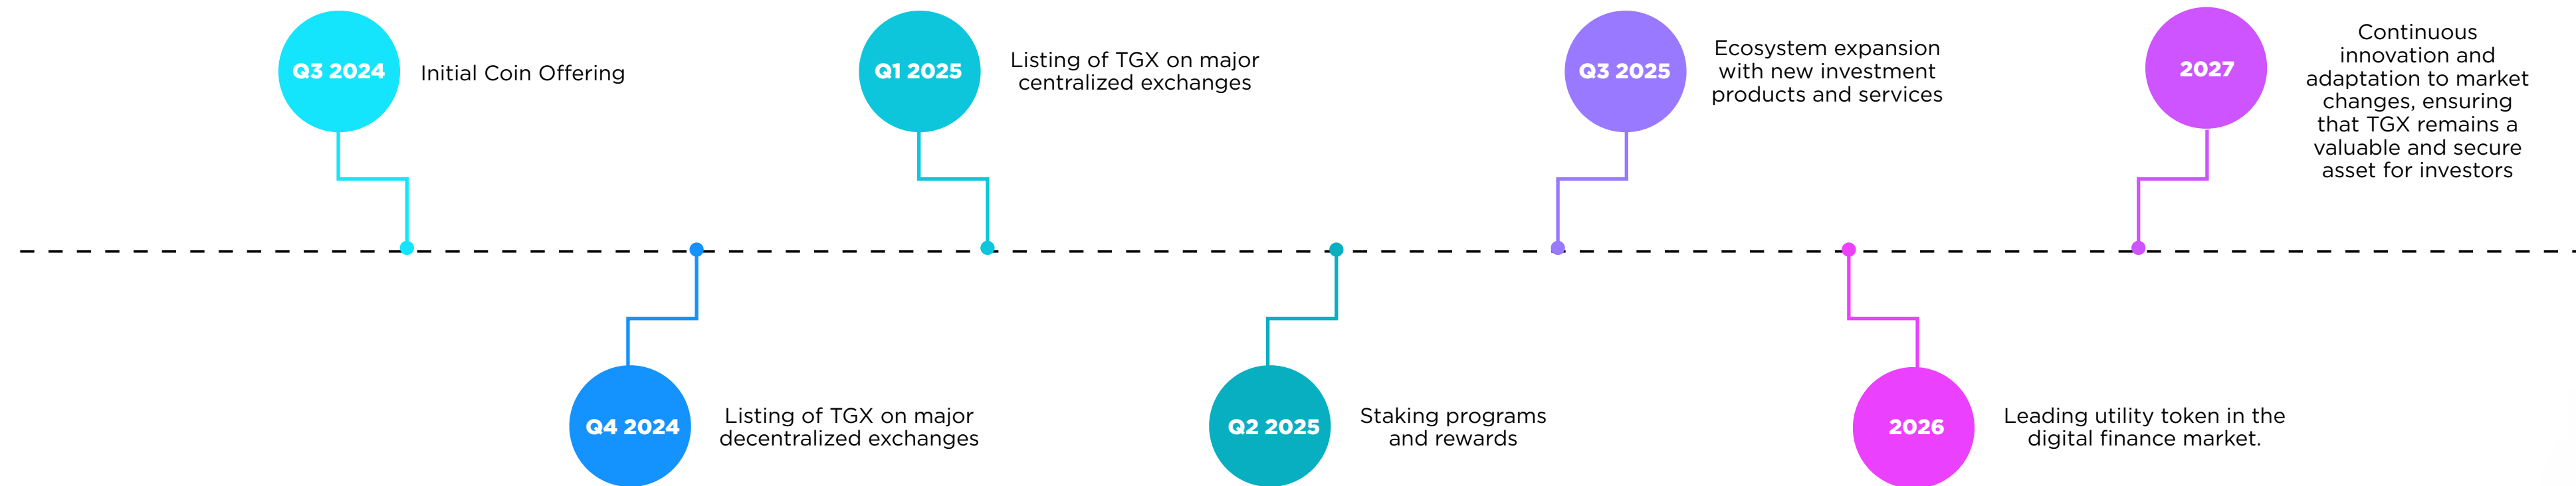 Q3 2024
Initial Coin Offering
Q4 2024
Listing of TGX on major
decentralized exchanges
Q1 2025
Listing of TGX on major
centralized exchanges
Q2 2025
Staking programs
and rewards
Q3 2025
Ecosystem expansion
with new investment
products and services
2026
Leading utility token in the
digital finance market.
2027
Continuous
innovation and
adaptation to market
changes, ensuring
that TGX remains a
valuable and secure
asset for investors